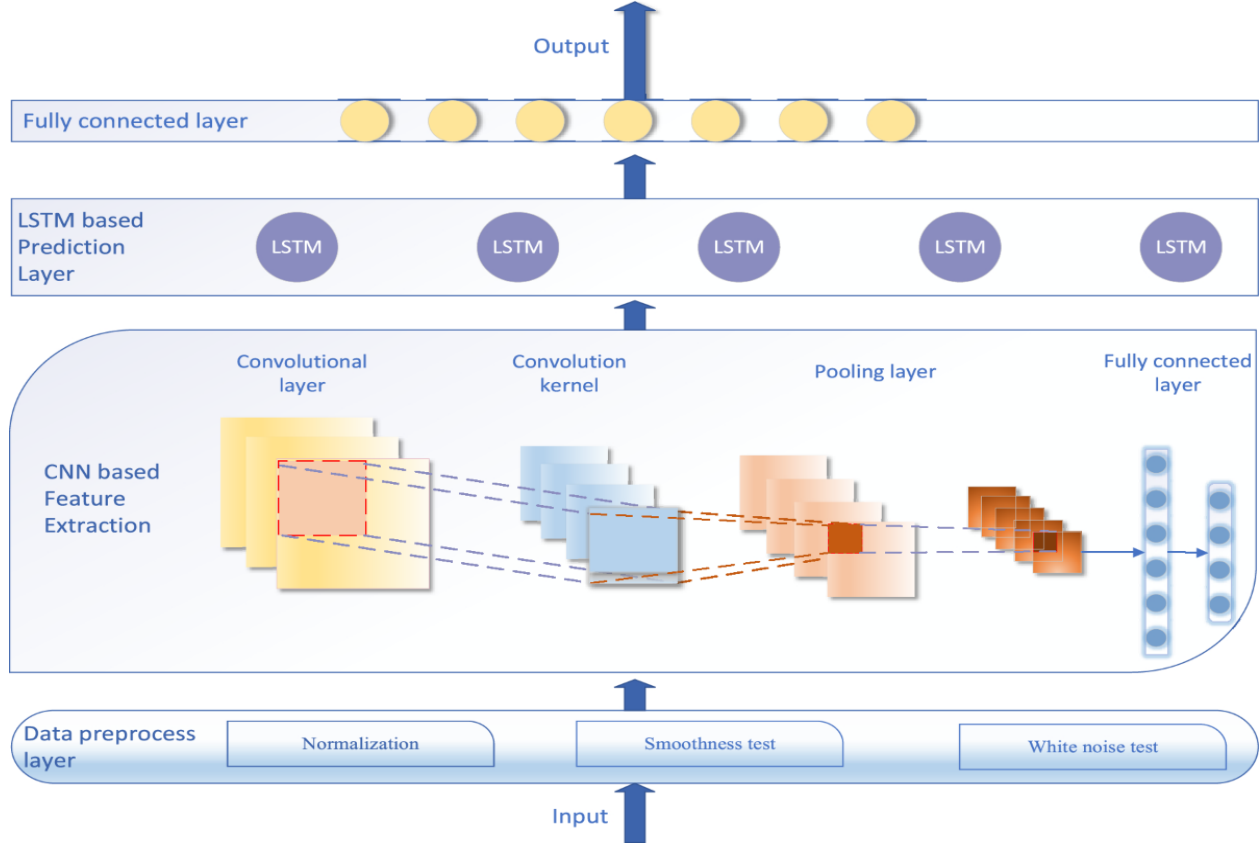 Output
Fully connected layer
LSTM based
Prediction
Layer
LSTM
LSTM
LSTM
LSTM
LSTM
Convolutional
layer
Convolution
kernel
Pooling layer
Fully connected
layer
CNN based
Feature
Extraction
Data preprocess
layer
Normalization
Smoothness test
White noise test
Input